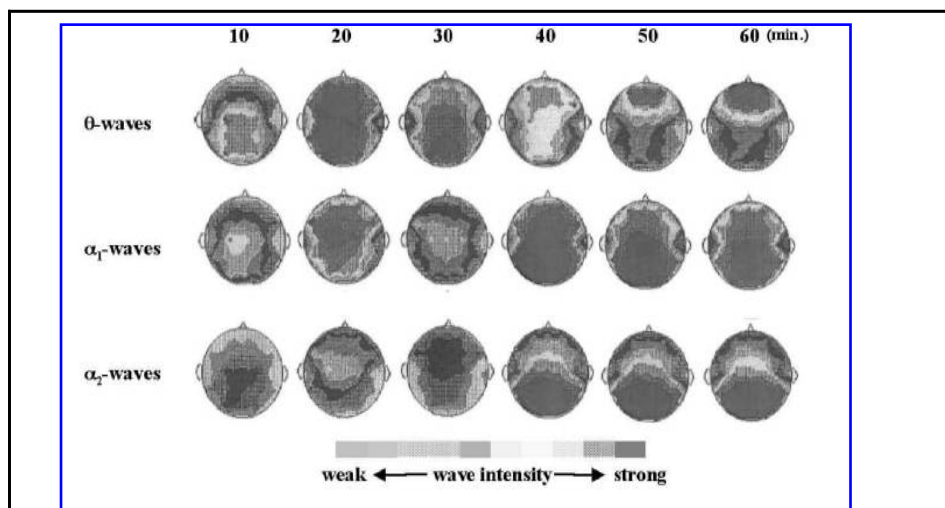 10 20 30 40 50 60 (min.)
θ-waves
α₁-waves
α₂-waves
weak ← wave intensity → strong